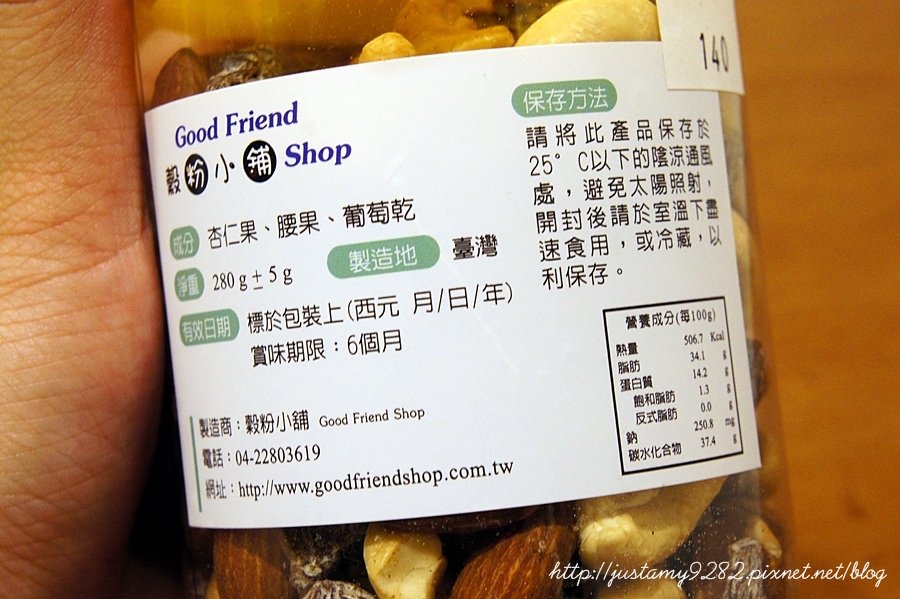 140
Good Friend
穀粉小舖 Shop
成分 杏仁果、腰果、葡萄乾
淨重 280 g ± 5 g 製造地 臺灣
有效日期 標於包裝上(西元 月/日/年)
賞味期限：6個月
製造商：穀粉小舖 Good Friend Shop
電話：04-22803619
網址：http://www.goodfriendshop.com.tw
保存方法
請將此產品保存於
25° C以下的陰涼通風
處，避免太陽照射，
開封後請於室溫下盡
速食用，或冷藏，以
利保存。
營養成分(每100g)
熱量 506.7 Kcal
脂肪 34.1 g
蛋白質 14.2 g
飽和脂肪 1.3 g
反式脂肪 0.0 g
鈉 250.8 mg
碳水化合物 37.4 g
http://justamy9282.pixnet.net/blog